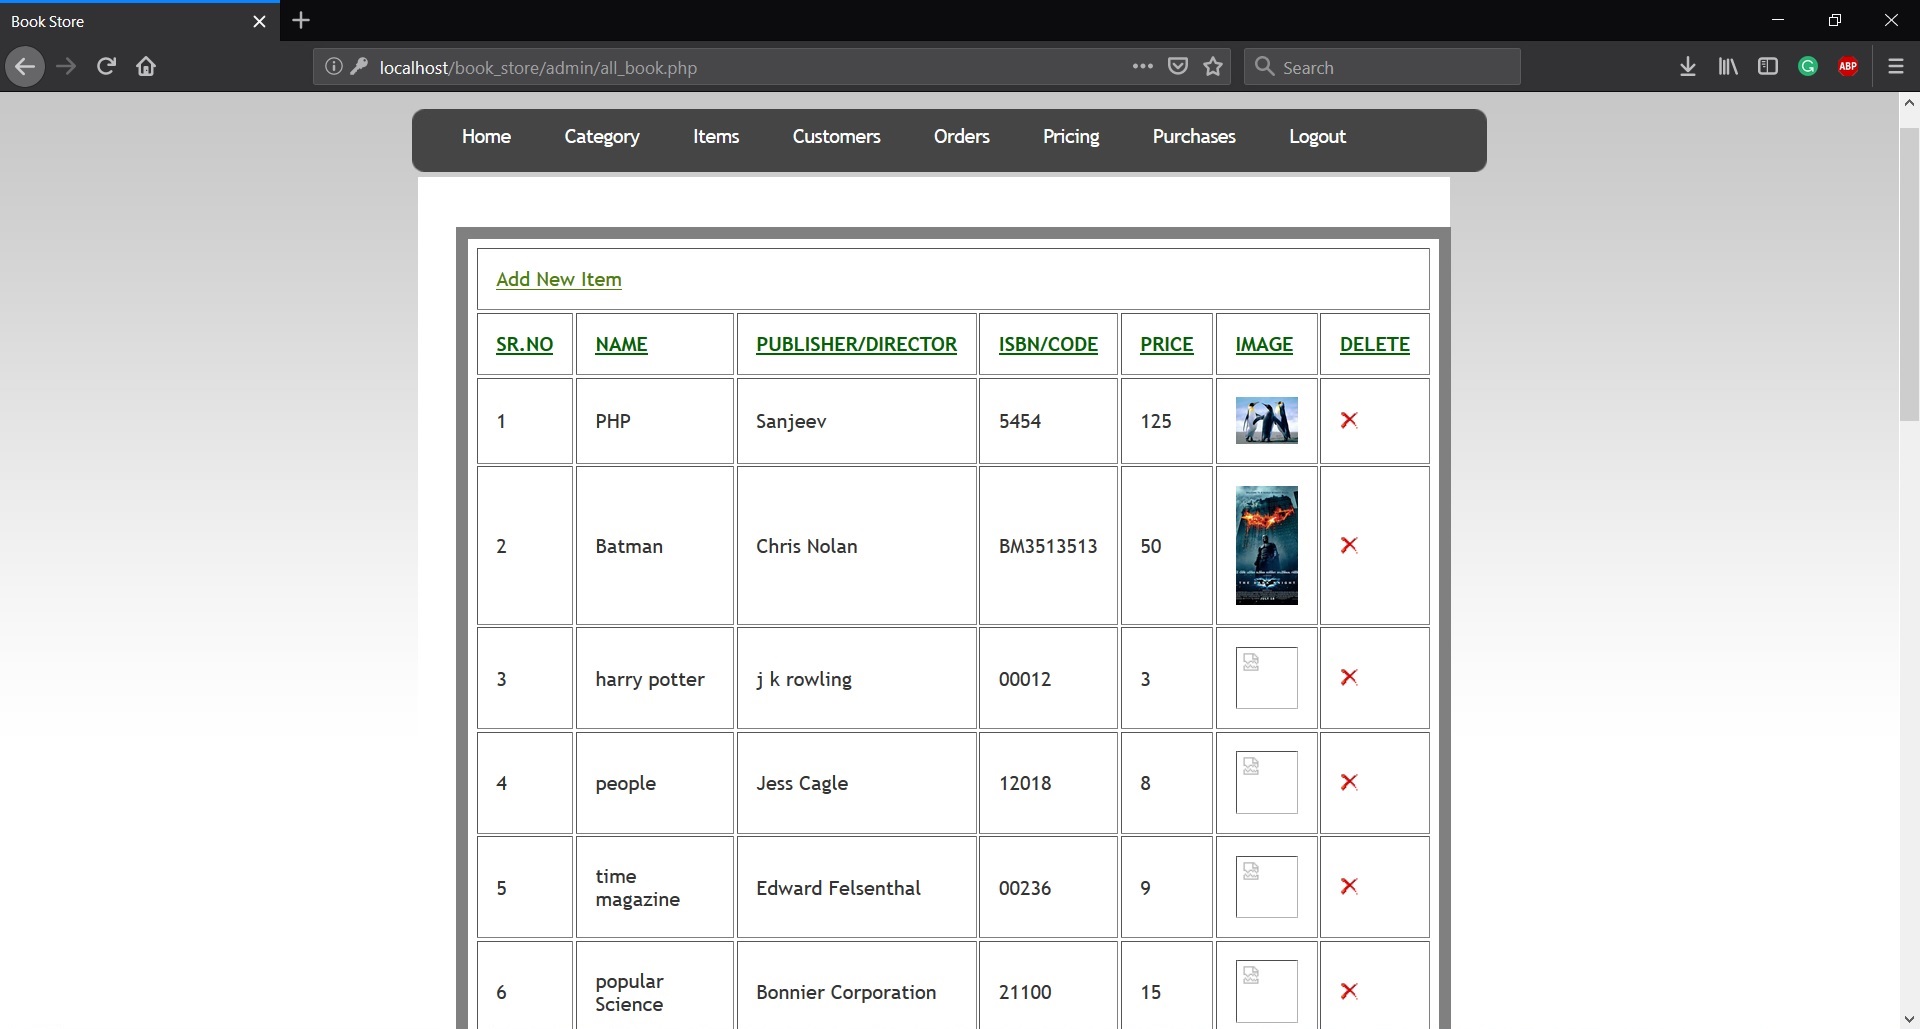 Book Store
localhost/book_store/admin/all_book.php
Search
ABP
Home Category Items Customers Orders Pricing Purchases Logout
Add New Item
SR.NO NAME PUBLISHER/DIRECTOR ISBN/CODE PRICE IMAGE DELETE
1 PHP Sanjeev 5454 125
2 Batman Chris Nolan BM3513513 50
3 harry potter j k rowling 00012 3
4 people Jess Cagle 12018 8
5 time magazine Edward Felsenthal 00236 9
6 popular Science Bonnier Corporation 21100 15